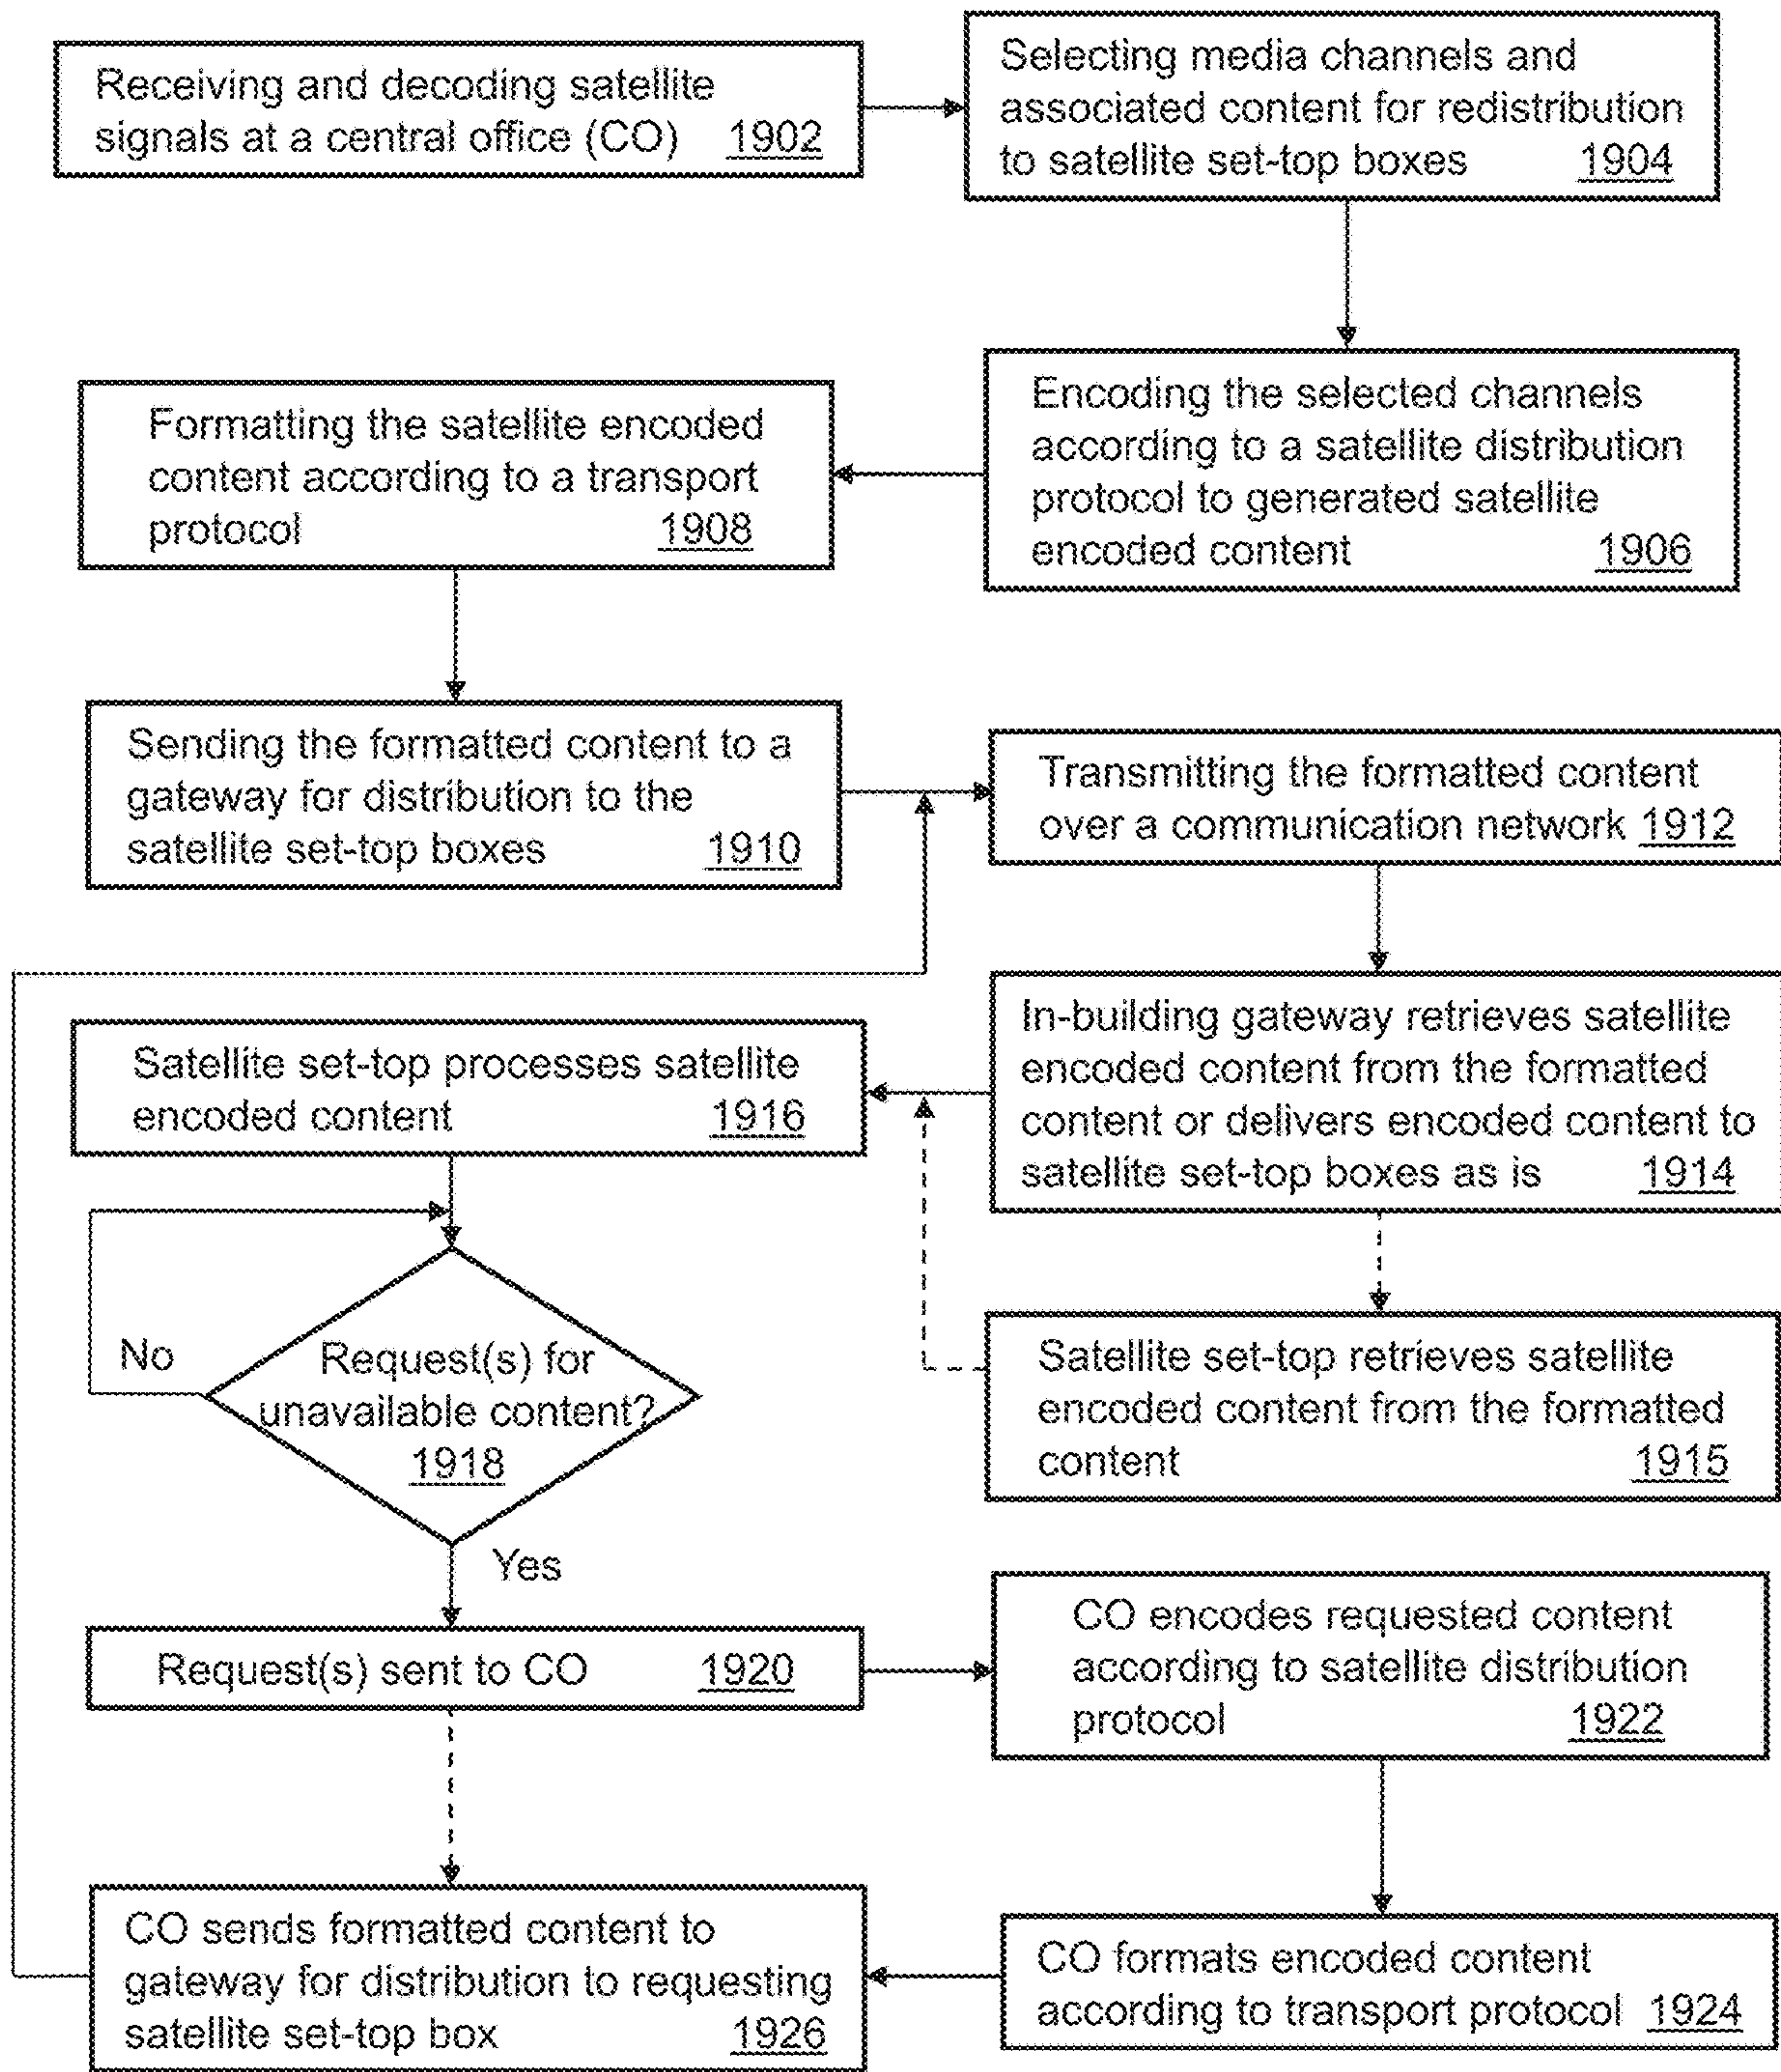 Receiving and decoding satellite
signals at a central office (CO) 1902
Selecting media channels and
associated content for redistribution
to satellite set-top boxes 1904
Encoding the selected channels
according to a satellite distribution
protocol to generated satellite
encoded content 1906
Formatting the satellite encoded
content according to a transport
protocol 1908
Sending the formatted content to a
gateway for distribution to the
satellite set-top boxes 1910
Transmitting the formatted content
over a communication network 1912
In-building gateway retrieves satellite
encoded content from the formatted
content or delivers encoded content to
satellite set-top boxes as is 1914
Satellite set-top retrieves satellite
encoded content from the formatted
content 1915
Satellite set-top processes satellite
encoded content 1916
No
Request(s) for
unavailable content?
1918
Yes
Request(s) sent to CO 1920
CO encodes requested content
according to satellite distribution
protocol 1922
CO formats encoded content
according to transport protocol 1924
CO sends formatted content to
gateway for distribution to requesting
satellite set-top box 1926